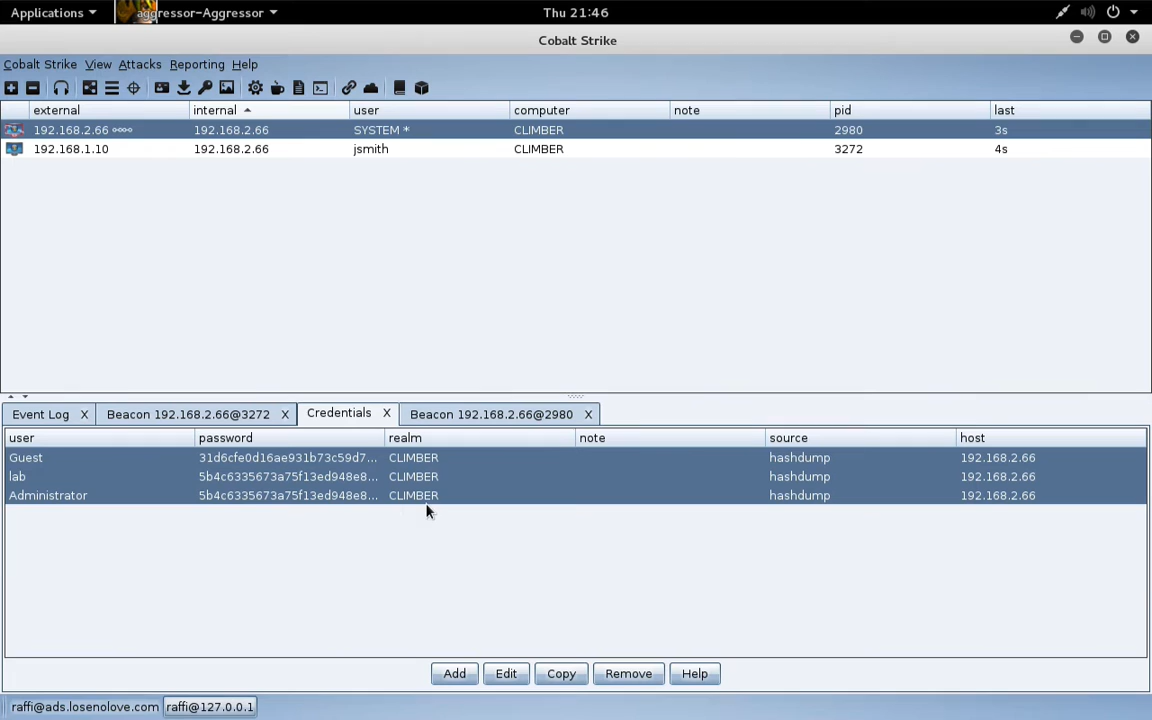 Applications aggressor-Aggressor Thu 21:46
Cobalt Strike
Cobalt Strike View Attacks Reporting Help
external internal user computer note pid last
192.168.2.66 192.168.2.66 SYSTEM * CLIMBER 2980 3s
192.168.1.10 192.168.2.66 jsmith CLIMBER 3272 4s
Event Log X Beacon 192.168.2.66@3272 X Credentials X Beacon 192.168.2.66@2980 X
user password realm note source host
Guest 31d6cfe0d16ae931b73c59d7... CLIMBER hashdump 192.168.2.66
lab 5b4c6335673a75f13ed948e8... CLIMBER hashdump 192.168.2.66
Administrator 5b4c6335673a75f13ed948e8... CLIMBER hashdump 192.168.2.66
Add Edit Copy Remove Help
raffi@ads.losenolove.com raffi@127.0.0.1